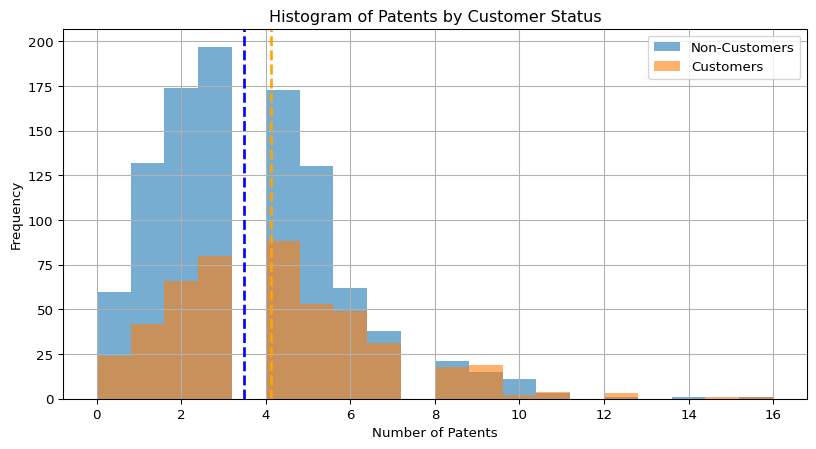 Histogram of Patents by Customer Status
Non-Customers
Customers
200
175
150
125
100
75
50
25
0
Frequency
0 2 4 6 8 10 12 14 16
Number of Patents